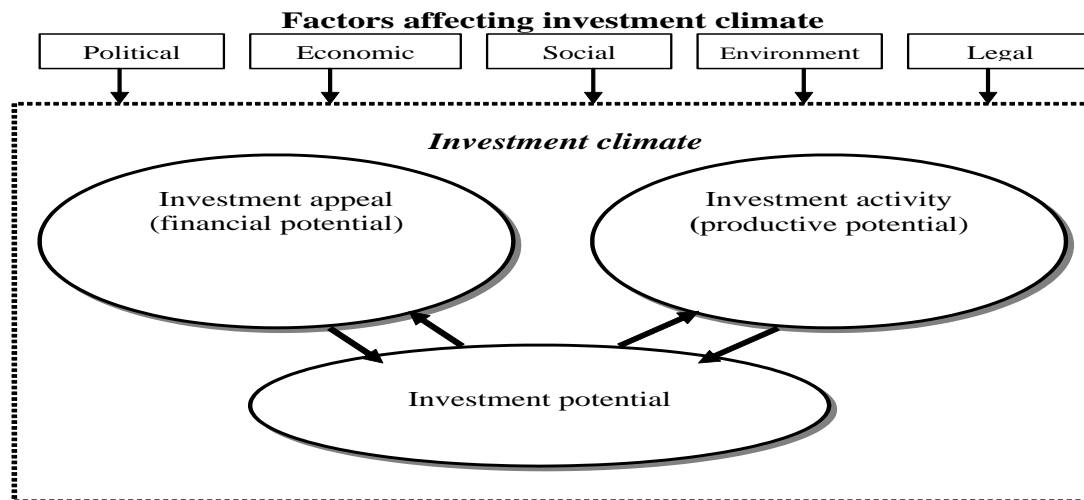 Factors affecting investment climate
Political
Economic
Social
Environment
Legal
Investment climate
Investment appeal
(financial potential)
Investment activity
(productive potential)
Investment potential